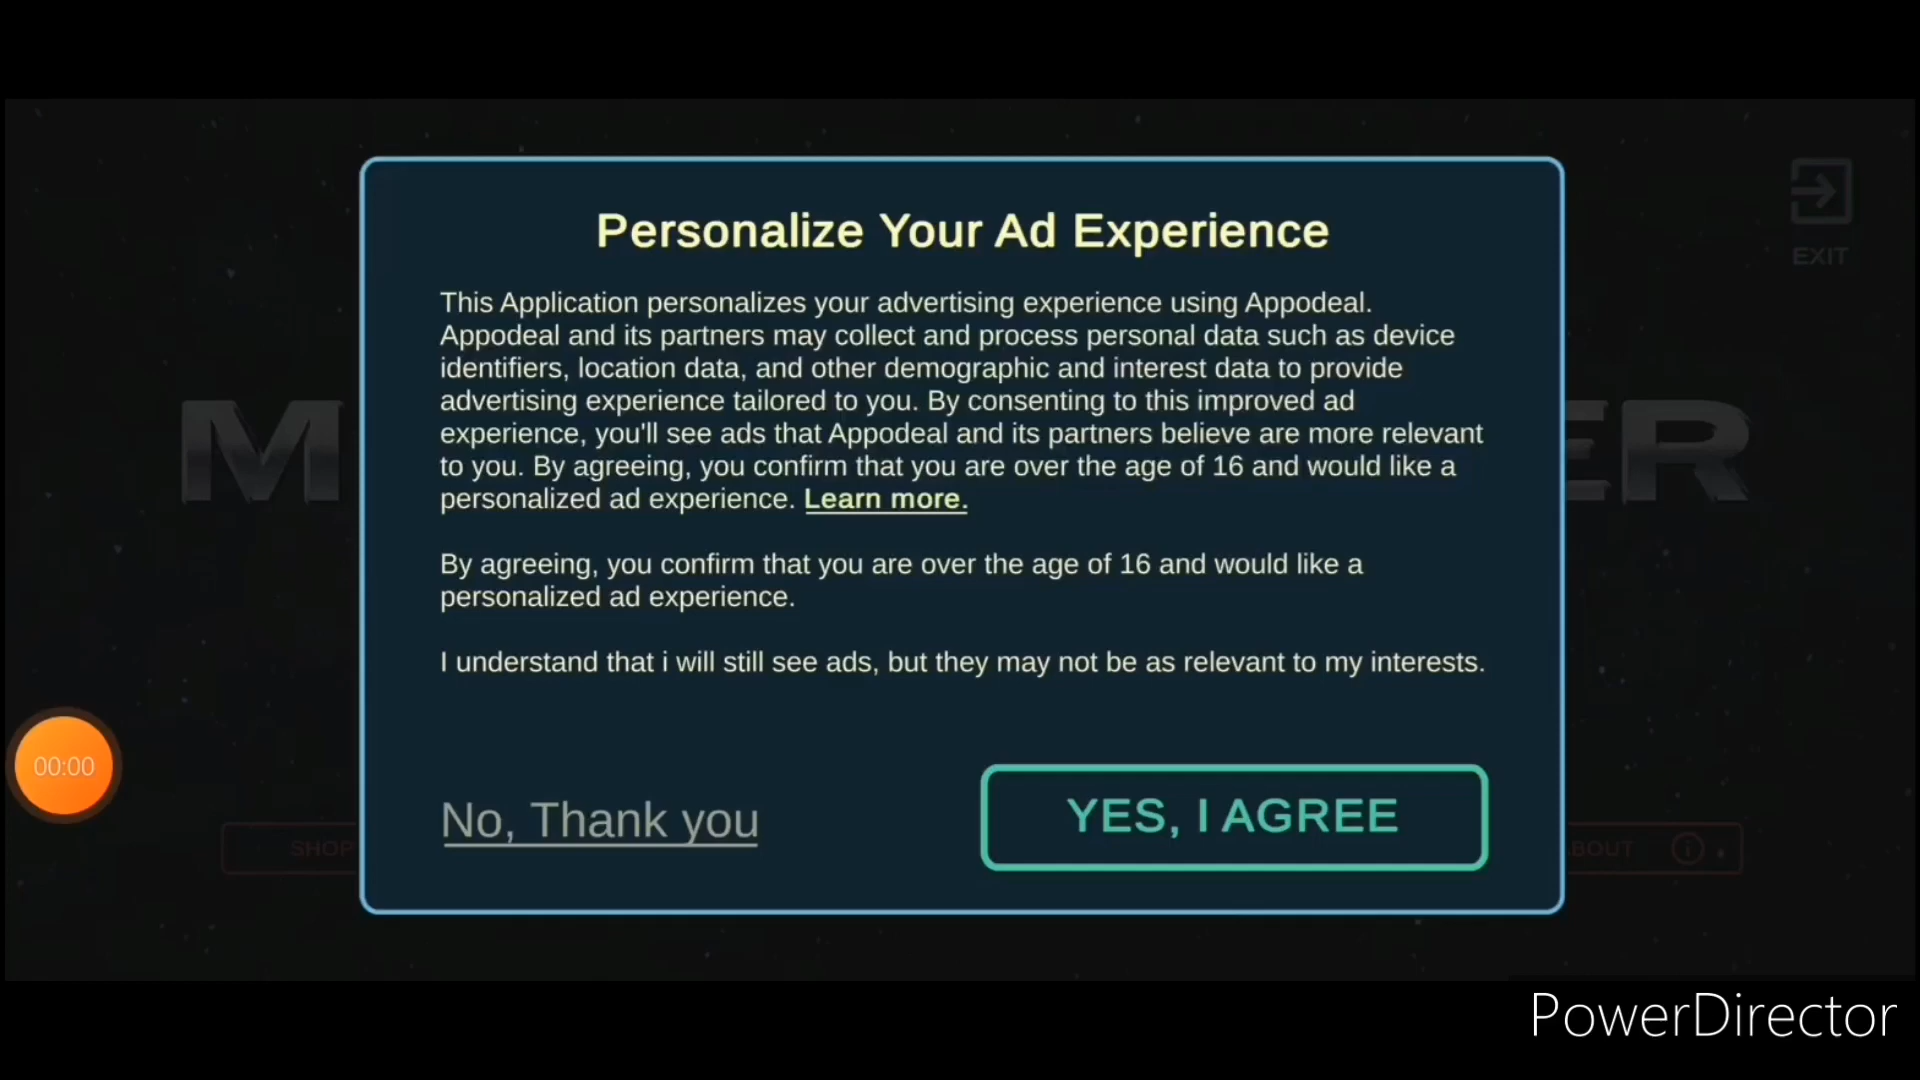 Personalize Your Ad Experience
EXIT
This Application personalizes your advertising experience using Appodeal.
Appodeal and its partners may collect and process personal data such as device
identifiers, location data, and other demographic and interest data to provide
advertising experience tailored to you. By consenting to this improved ad
experience, you'll see ads that Appodeal and its partners believe are more relevant
to you. By agreeing, you confirm that you are over the age of 16 and would like a
personalized ad experience. Learn more.
M
ER
By agreeing, you confirm that you are over the age of 16 and would like a
personalized ad experience.
I understand that i will still see ads, but they may not be as relevant to my interests.
00:00
No, Thank you
YES, I AGREE
SHOP
ABOUT
PowerDirector